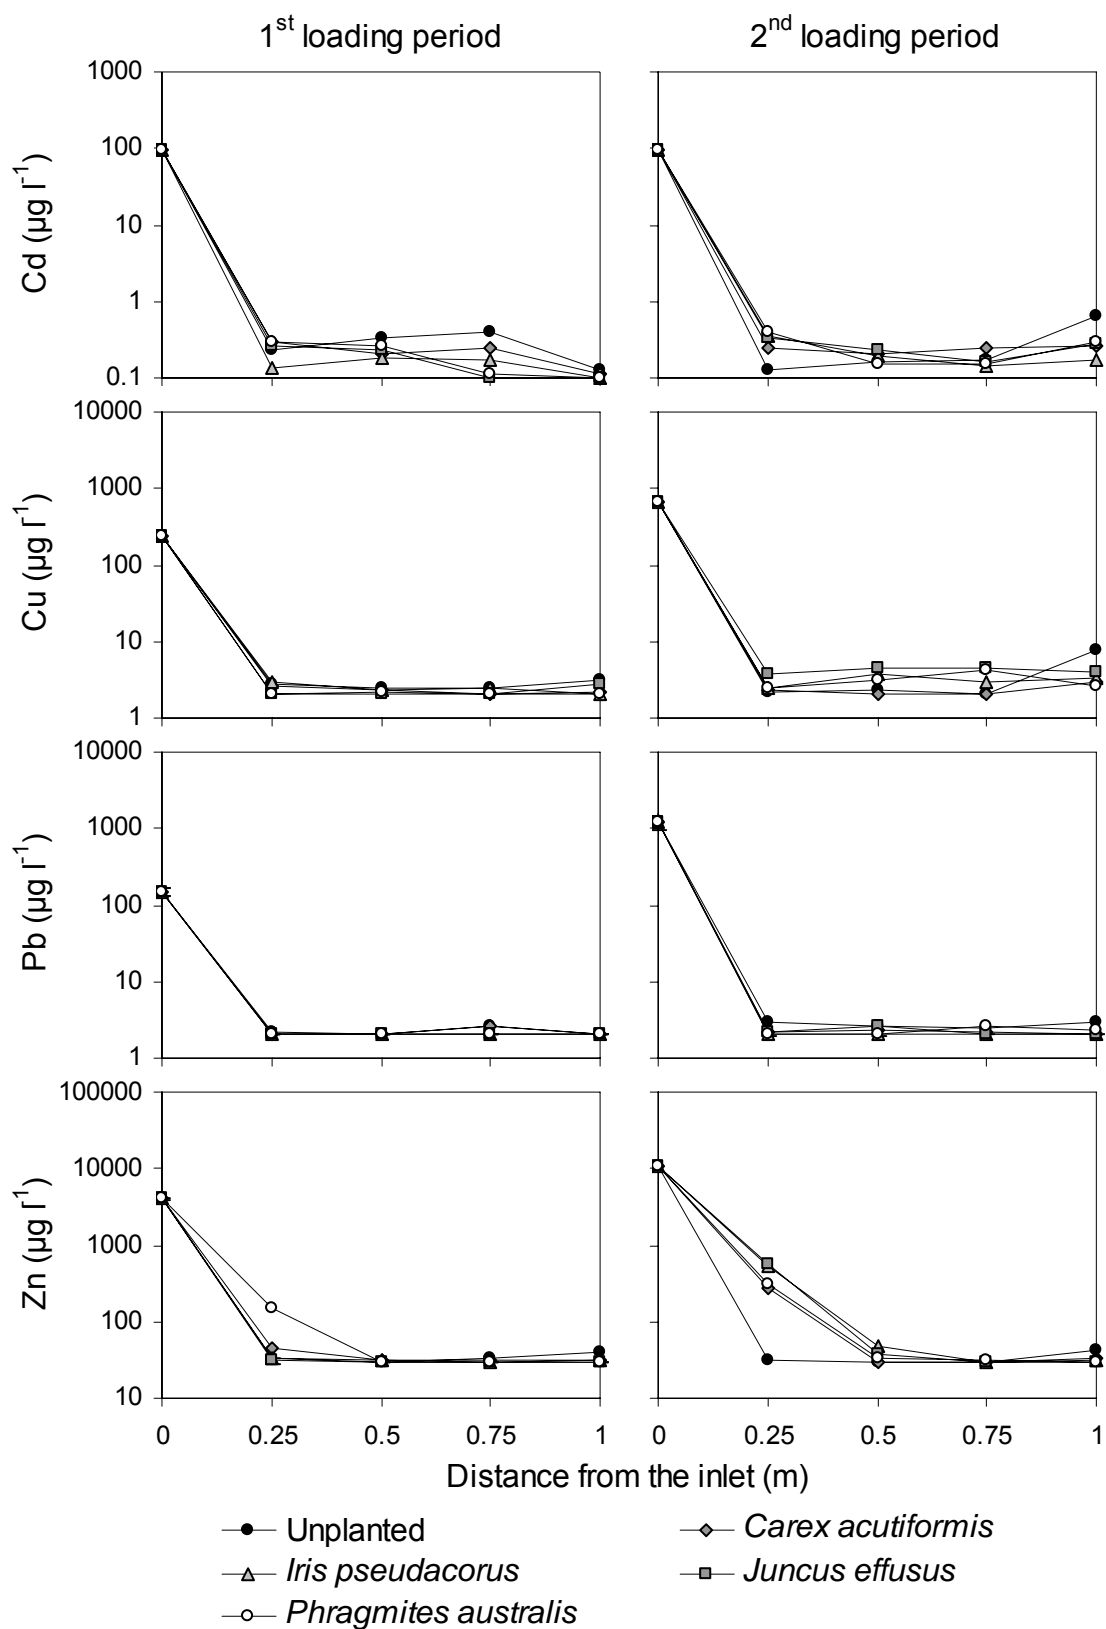 1st loading period
2nd loading period
Cd (µg l-1)
1000
100
10
1
0.1
Cu (µg l-1)
10000
1000
100
10
1
Pb (µg l-1)
10000
1000
100
10
1
Zn (µg l-1)
100000
10000
1000
100
10
0 0.25 0.5 0.75 1
0 0.25 0.5 0.75 1
Distance from the inlet (m)
Unplanted
Carex acutiformis
Iris pseudacorus
Juncus effusus
Phragmites australis